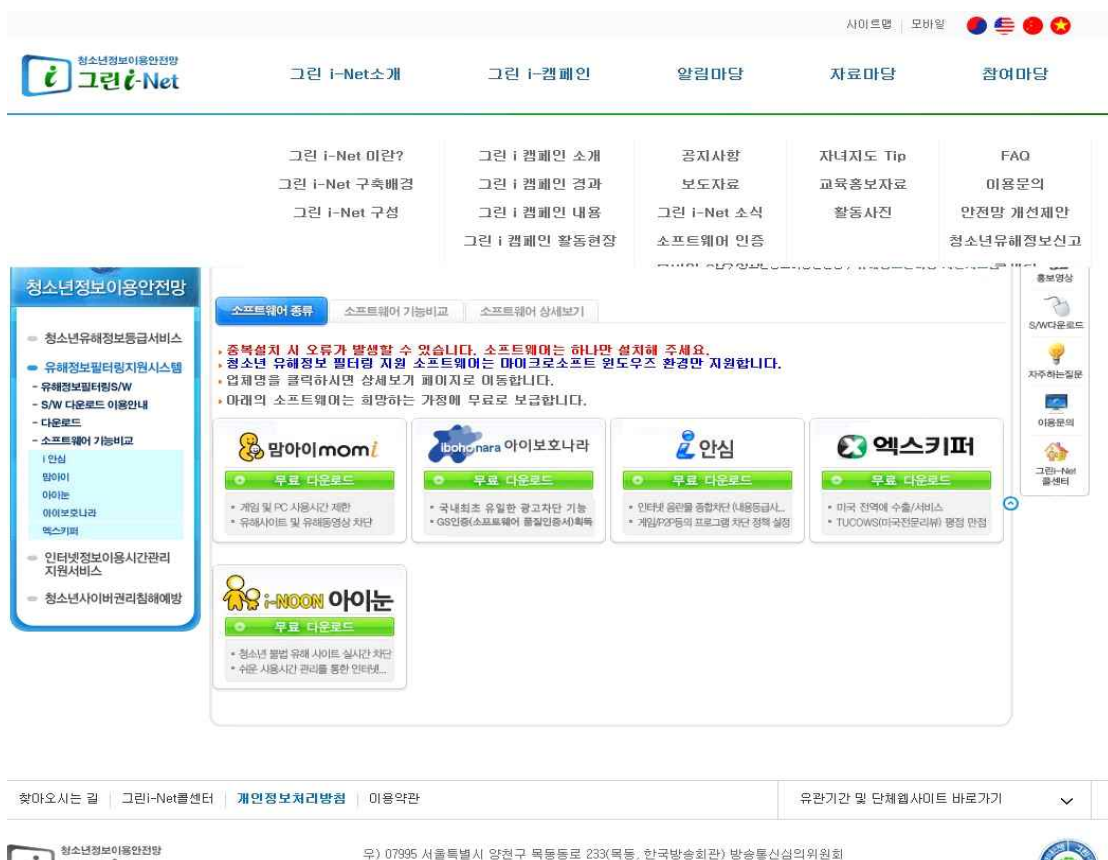 사이트맵 | 모바일
청소년정보이용안전망
그린 i-Net
그린 i-Net소개 그린 i-캠페인 알림마당 자료마당 참여마당
그린 i-Net 이란? 그린 i 캠페인 소개 공지사항 자녀지도 Tip FAQ
그린 i-Net 구축배경 그린 i 캠페인 경과 보도자료 교육홍보자료 이용문의
그린 i-Net 구성 그린 i 캠페인 내용 그린 i-Net 소식 활동사진 안전망 개선제안
그린 i 캠페인 활동현장 소프트웨어 인증 청소년유해정보신고
청소년정보이용안전망
청소년유해정보등급서비스
유해정보필터링지원시스템
- 유해정보필터링S/W
- S/W 다운로드 이용안내
- 다운로드
- 소프트웨어 기능비교
i 안심
맘아이
아이눈
아이보호나라
엑스키퍼
인터넷정보이용시간관리
지원서비스
청소년사이버권리침해예방
소프트웨어 종류 소프트웨어 기능비교 소프트웨어 상세보기
중복설치 시 오류가 발생할 수 있습니다. 소프트웨어는 하나만 설치해 주세요.
청소년 유해정보 필터링 지원 소프트웨어는 마이크로소프트 윈도우즈 환경만 지원합니다.
업체명을 클릭하시면 상세보기 페이지로 이동합니다.
아래의 소프트웨어는 희망하는 가정에 무료로 보급합니다.
맘아이momi
무료 다운로드
• 게임 및 PC 사용시간 제한
• 유해사이트 및 유해동영상 차단
ibohonara 아이보호나라
무료 다운로드
• 국내최초 유일한 광고차단 기능
• GS인증(소프트웨어 품질인증서)획득
i 안심
무료 다운로드
• 인터넷 음란물 종합차단 (내용등급서...
• 게임/P2P등의 프로그램 차단 정책 설정
엑스키퍼
무료 다운로드
• 미국 전역에 수출/서비스
• TUCOWS(미국전문리뷰) 평점 만점
i-NOON 아이눈
무료 다운로드
• 청소년 불법 유해 사이트 실시간 차단
• 쉬운 사용시간 관리를 통한 인터넷...
홍보영상
S/W다운로드
자주하는질문
이용문의
그린i-Net
콜센터
찾아오시는 길 | 그린i-Net콜센터 | 개인정보처리방침 | 이용약관 유관기간 및 단체웹사이트 바로가기
청소년정보이용안전망
우) 07995 서울특별시 양천구 목동동로 233(목동, 한국방송회관) 방송통신심의위원회